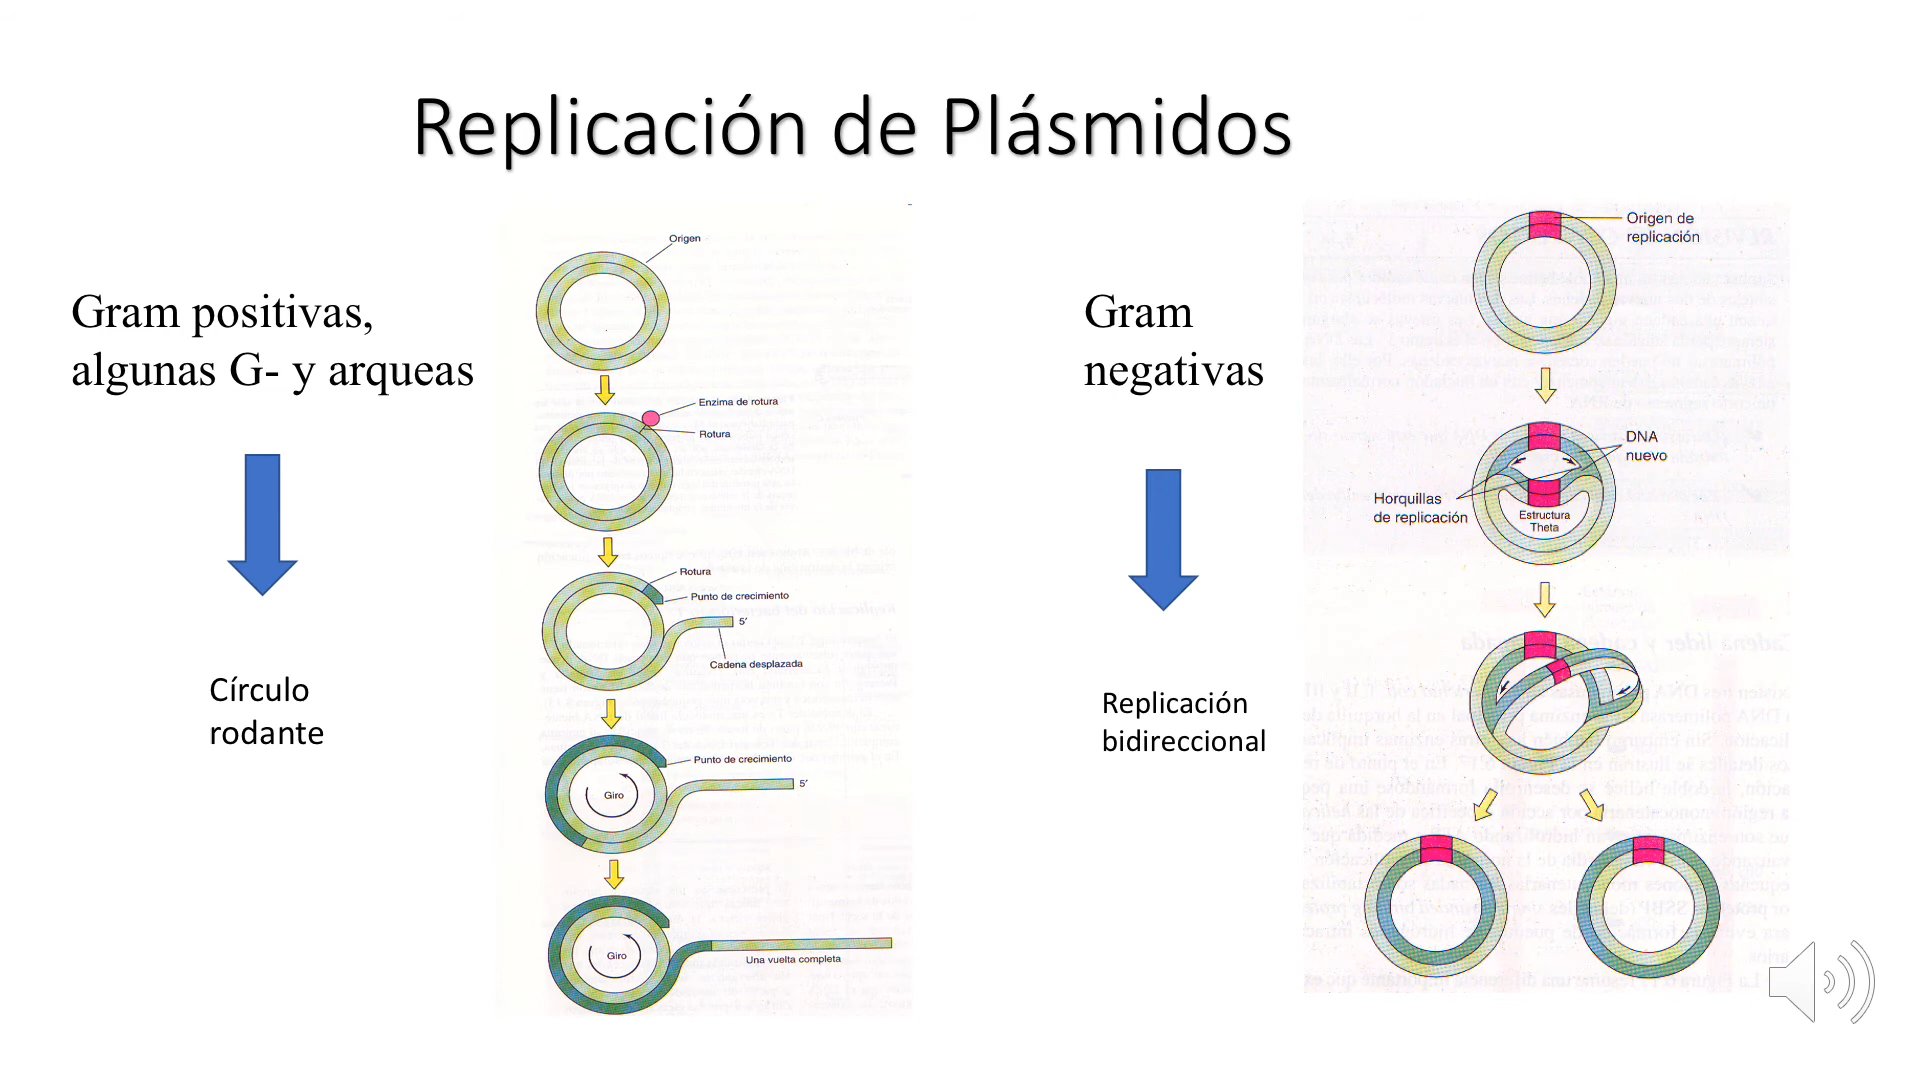 Replicación de Plásmidos
Gram positivas,
algunas G- y arqueas
Círculo
rodante
Origen
Enzima de rotura
Rotura
Rotura
Punto de crecimiento
5′
Cadena desplazada
Punto de crecimiento
5′
Giro
Giro
Una vuelta completa
Gram
negativas
Replicación
bidireccional
Origen de
replicación
DNA
nuevo
Horquillas
de replicación
Estructura
Theta